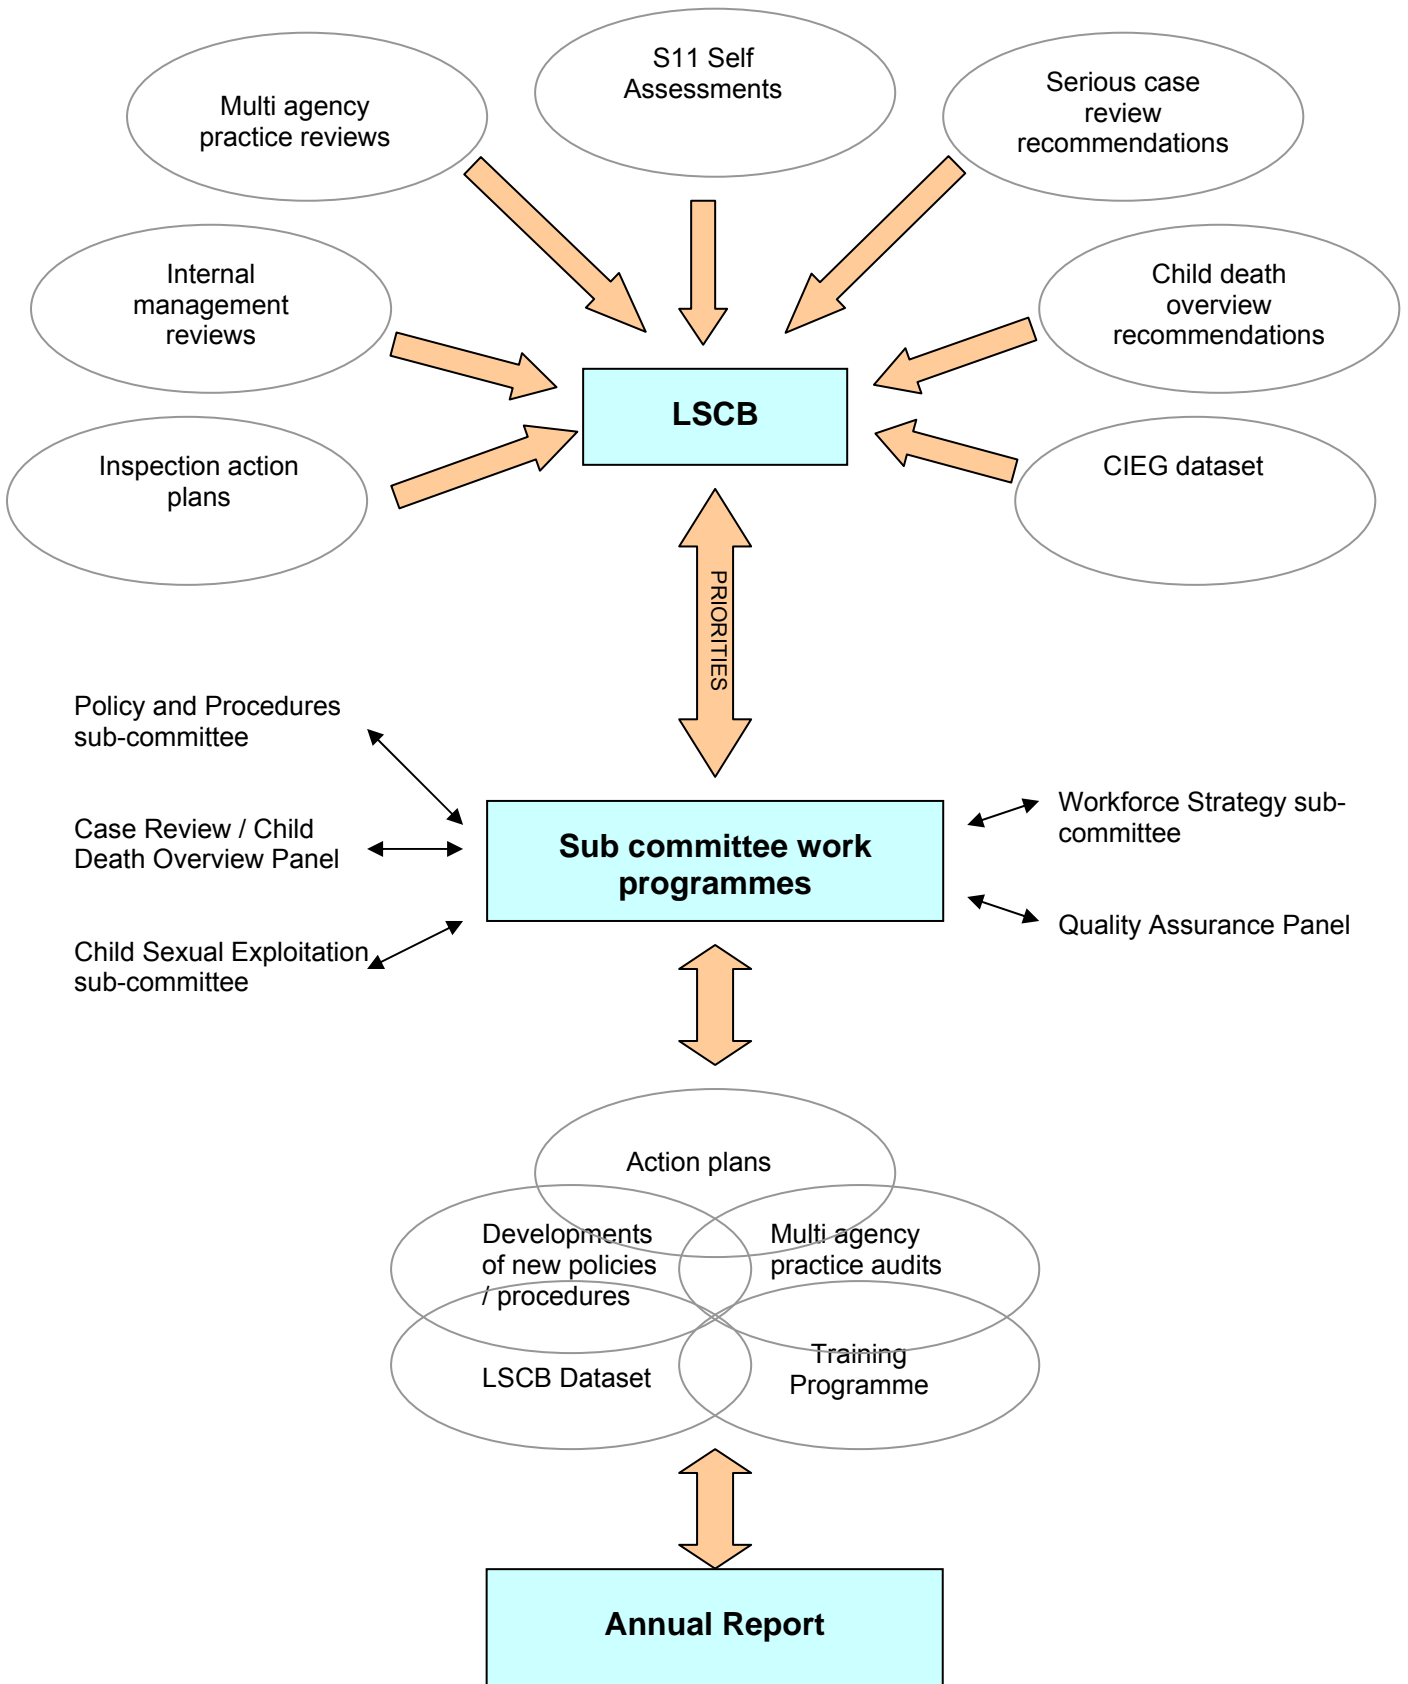 S11 Self
Assessments
Multi agency
practice reviews
Serious case
review
recommendations
Internal
management
reviews
Child death
overview
recommendations
Inspection action
plans
LSCB
CIEG dataset
PRIORITIES
Policy and Procedures
sub-committee
Case Review / Child
Death Overview Panel
Child Sexual Exploitation
sub-committee
Sub committee work
programmes
Workforce Strategy sub-
committee
Quality Assurance Panel
Action plans
Developments
of new policies
/ procedures
Multi agency
practice audits
LSCB Dataset
Training
Programme
Annual Report